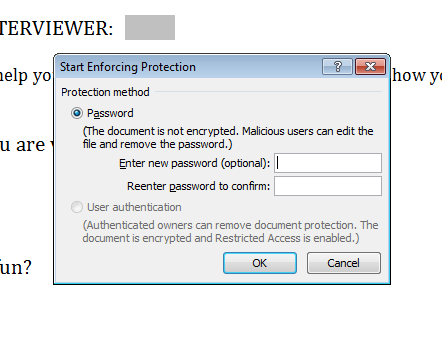 TERVIEWER:
Start Enforcing Protection
help yo
how yo
Protection method
Password
(The document is not encrypted. Malicious users can edit the
file and remove the password.)
u are
Enter new password (optional):
Reenter password to confirm:
User authentication
(Authenticated owners can remove document protection. The
document is encrypted and Restricted Access is enabled.)
fun?
OK Cancel